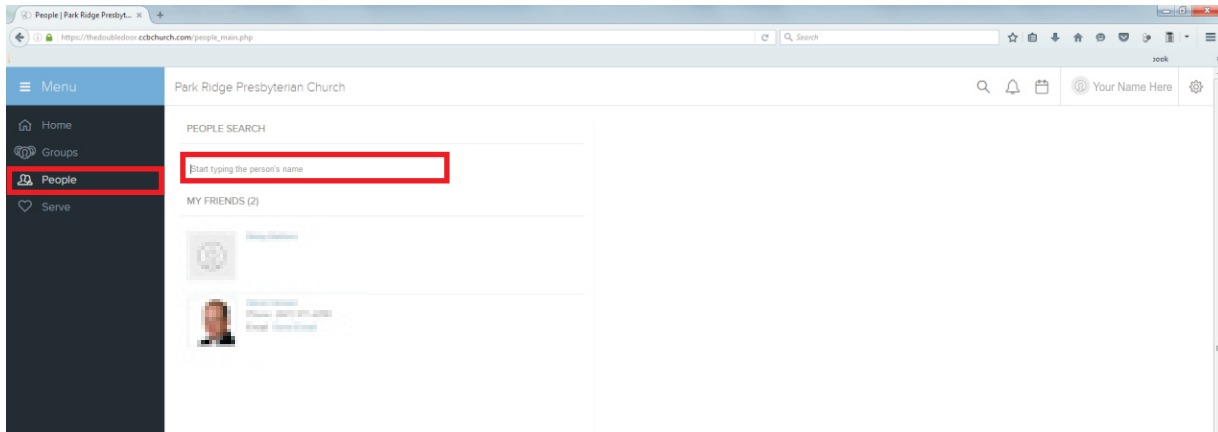 People | Park Ridge Presbyt...
https://thedoubledoor.ccbchurch.com/people_main.php
Search
Menu
Park Ridge Presbyterian Church
Your Name Here
Home
Groups
People
Serve
PEOPLE SEARCH
Start typing the person's name
MY FRIENDS (2)